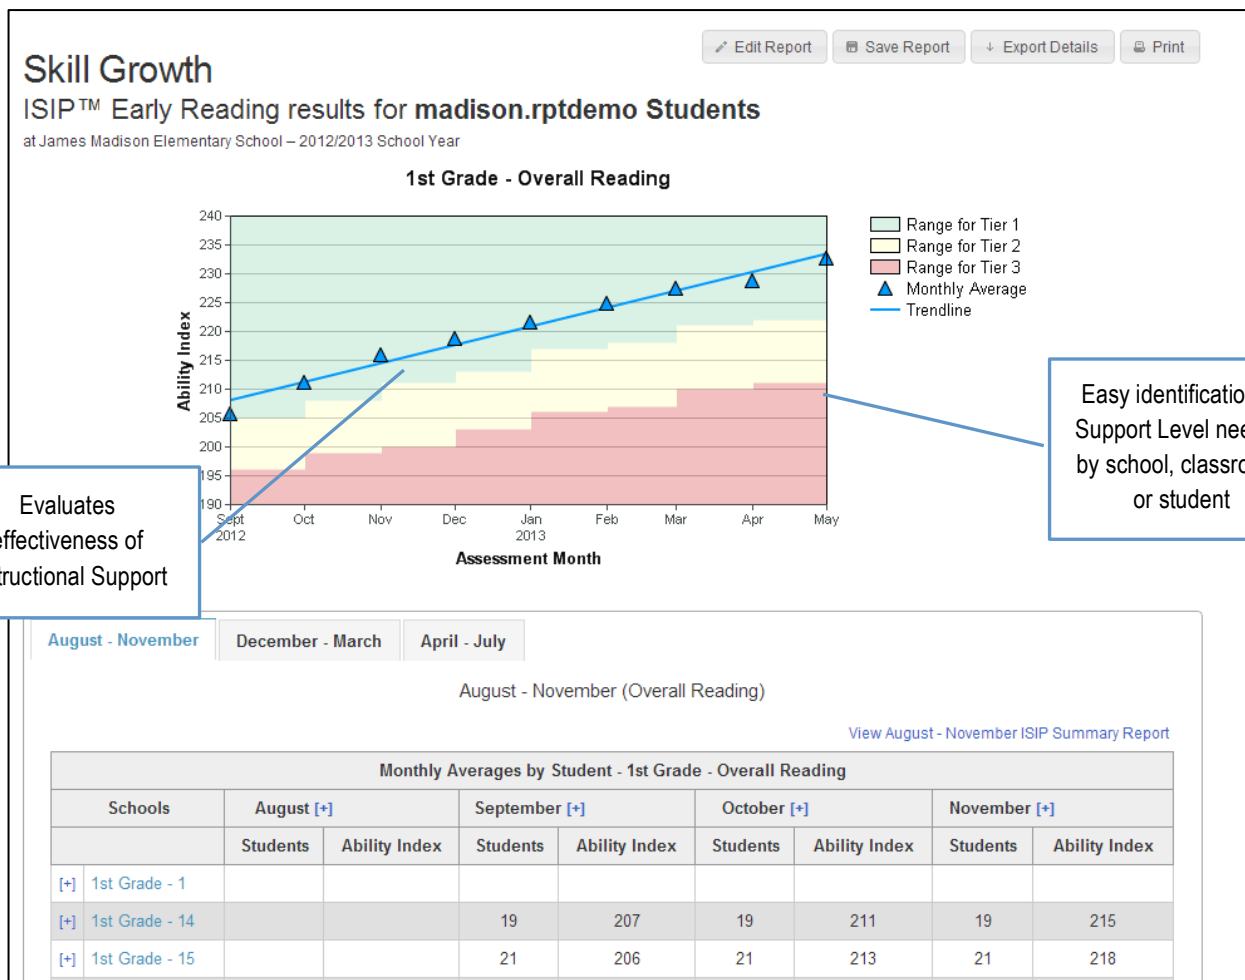 Edit Report
Save Report
Export Details
Print
Skill Growth
ISIP™ Early Reading results for madison.rptdemo Students
at James Madison Elementary School – 2012/2013 School Year
1st Grade - Overall Reading
240
235
230
225
220
215
210
205
200
195
190
Ability Index
Sept
2012
Oct
Nov
Dec
Jan
2013
Feb
Mar
Apr
May
Assessment Month
Range for Tier 1
Range for Tier 2
Range for Tier 3
Monthly Average
Trendline
Easy identificatio
Support Level nee
by school, classro
or student
Evaluates
effectiveness of
tructional Support
August - November
December - March
April - July
August - November (Overall Reading)
View August - November ISIP Summary Report
Monthly Averages by Student - 1st Grade - Overall Reading
Schools August [+] September [+] October [+] November [+]
Students Ability Index Students Ability Index Students Ability Index Students Ability Index
[+] 1st Grade - 1
[+] 1st Grade - 14 19 207 19 211 19 215
[+] 1st Grade - 15 21 206 21 213 21 218